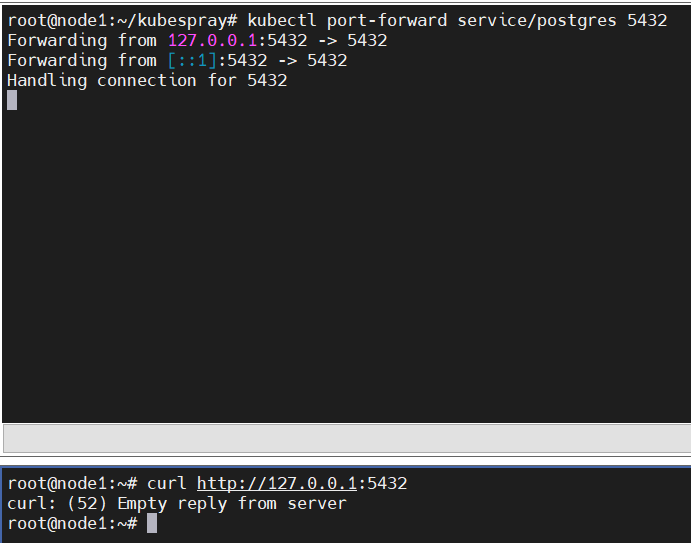 root@node1:~/kubespray# kubectl port-forward service/postgres 5432
Forwarding from 127.0.0.1:5432 -> 5432
Forwarding from [::1]:5432 -> 5432
Handling connection for 5432
root@node1:~# curl http://127.0.0.1:5432
curl: (52) Empty reply from server
root@node1:~#